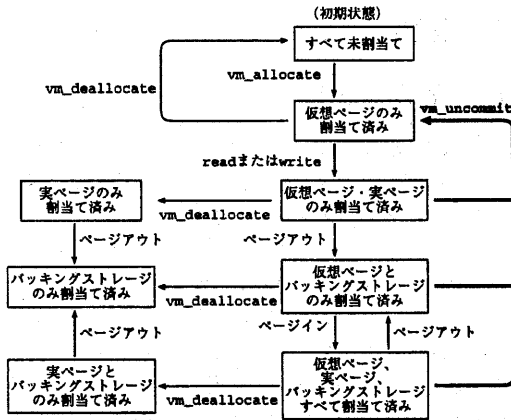 (初期状態)
すべて未割当て
vm_deallocate
vm_allocate
仮想ページのみ
割当て済み
vm_uncommit
readまたはwrite
実ページのみ
割当て済み
仮想ページ・実ページ
のみ割当て済み
vm_deallocate
ページアウト
ページアウト
バッキングストレージ
のみ割当て済み
仮想ページと
バッキングストレージ
のみ割当て済み
vm_deallocate
ページアウト
ページイン
ページアウト
実ページと
バッキングストレージ
のみ割当て済み
仮想ページ、
実ページ、
バッキングストレージ
すべて割当て済み
vm_deallocate